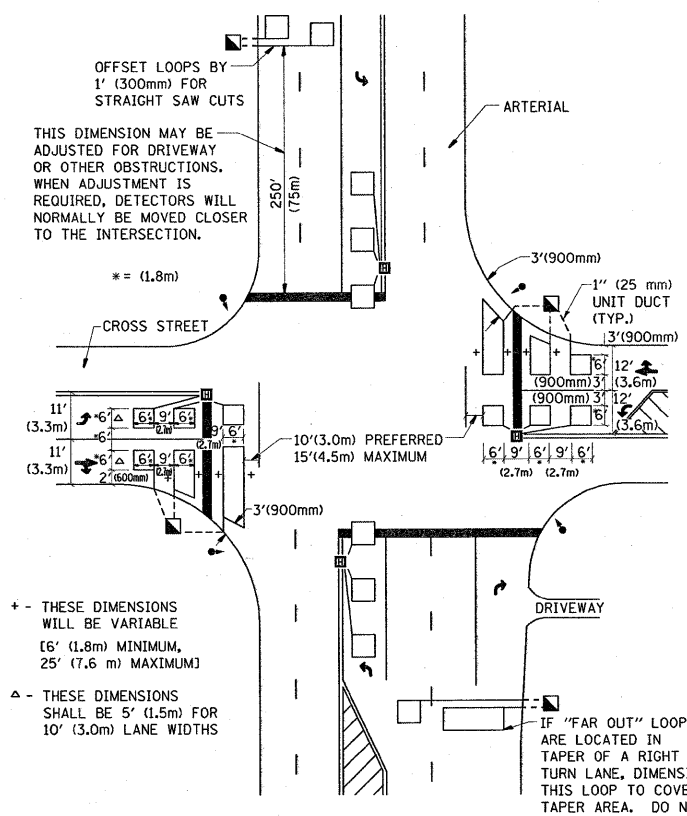 OFFSET LOOPS BY
1' (300mm) FOR
STRAIGHT SAW CUTS
ARTERIAL
THIS DIMENSION MAY BE
ADJUSTED FOR DRIVEWAY
OR OTHER OBSTRUCTIONS.
WHEN ADJUSTMENT IS
REQUIRED, DETECTORS WILL
NORMALLY BE MOVED CLOSER
TO THE INTERSECTION.
250'
(75m)
* = (1.8m)
3'(900mm)
1" (25 mm)
UNIT DUCT
(TYP.)
CROSS STREET
3'(900mm)
*6'
12'
(3.6m)
(900mm) 3'
(900mm) 3'
*6'
12'
(3.6m)
11'
(3.3m)
*6'
△
6' 9' 6'
(2.7m)
*6'
9' 6'
(2.7m) *
11'
(3.3m)
*6'
△
6' 9' 6'
(2.7m)
2' (600mm)
10'(3.0m) PREFERRED
15'(4.5m) MAXIMUM
6' 9' 6' 9' 6'
* (2.7m) * (2.7m) *
3'(900mm)
+ - THESE DIMENSIONS
WILL BE VARIABLE
[6' (1.8m) MINIMUM,
25' (7.6 m) MAXIMUM]
DRIVEWAY
△ - THESE DIMENSIONS
SHALL BE 5' (1.5m) FOR
10' (3.0m) LANE WIDTHS
IF "FAR OUT" LOOP
ARE LOCATED IN
TAPER OF A RIGHT
TURN LANE, DIMENSI
THIS LOOP TO COVE
TAPER AREA. DO N